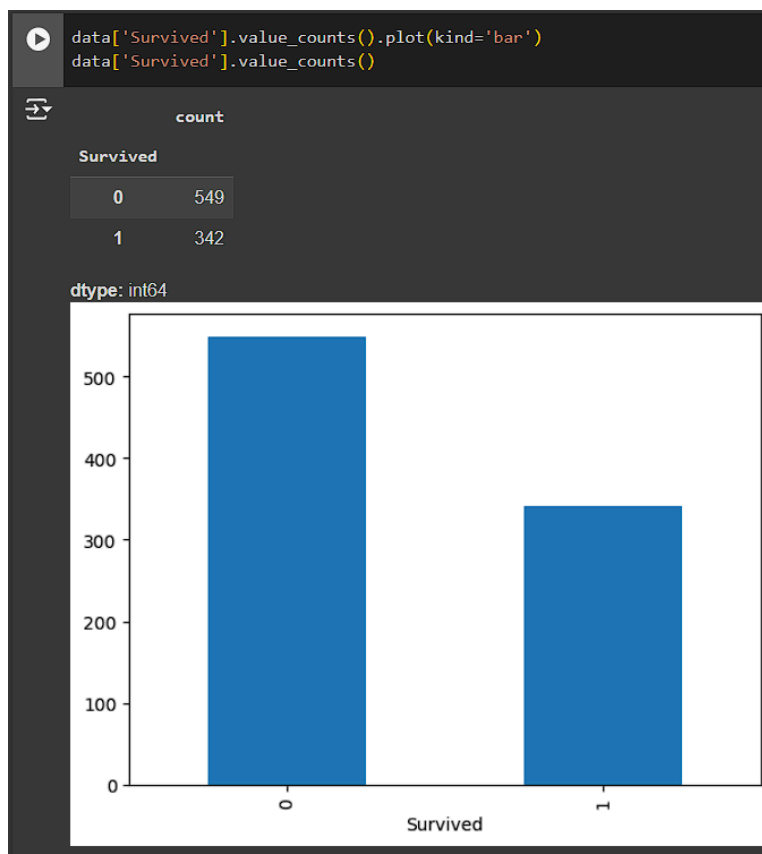 data['Survived'].value_counts().plot(kind='bar')
data['Survived'].value_counts()
count
Survived
0 549
1 342
dtype: int64
500
400
300
200
100
0
0 1
Survived